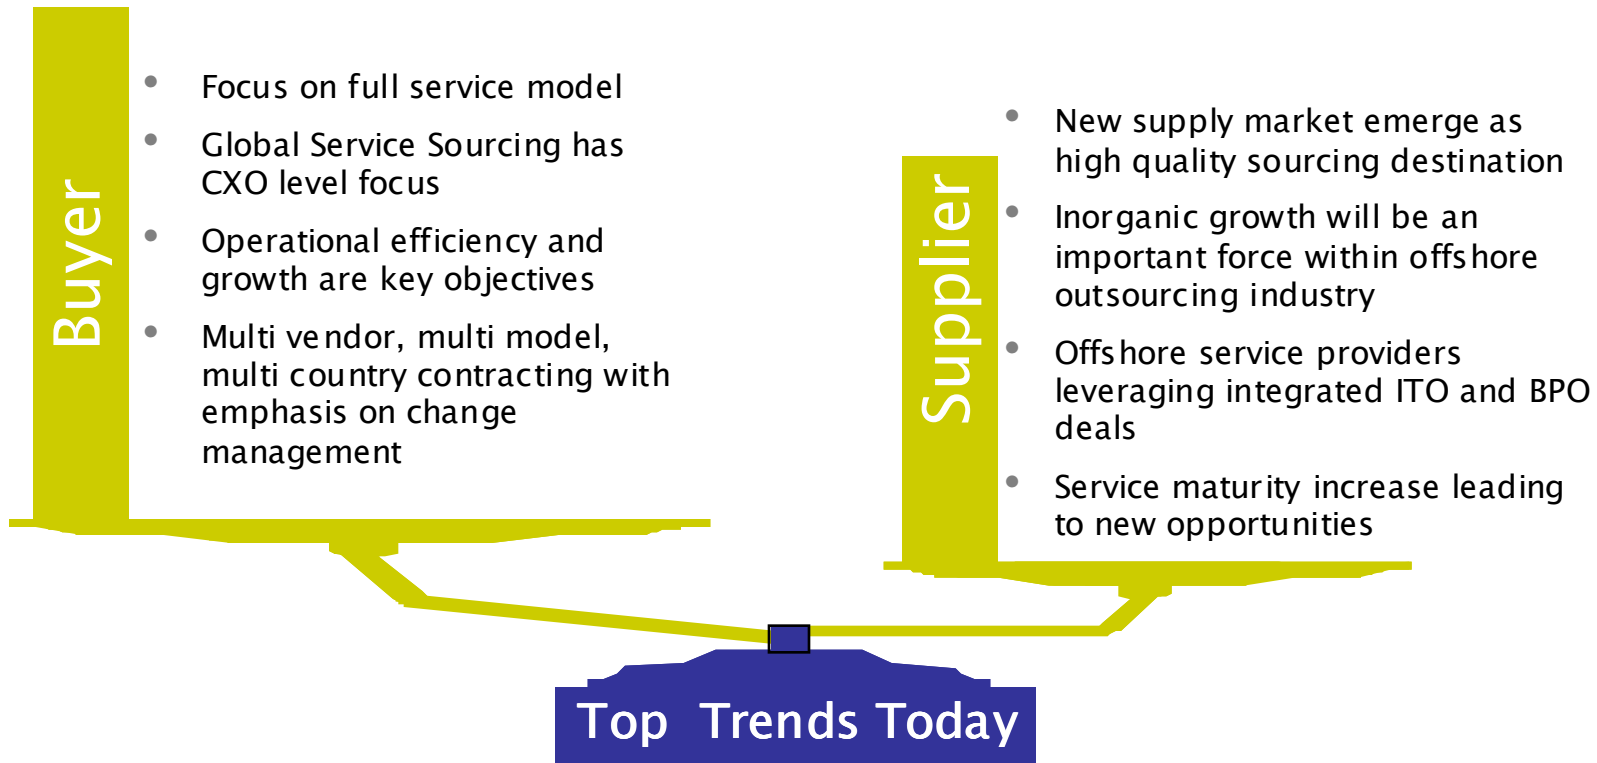 Buyer
• Focus on full service model
• Global Service Sourcing has
CXO level focus
• Operational efficiency and
growth are key objectives
• Multi vendor, multi model,
multi country contracting with
emphasis on change
management
Supplier
• New supply market emerge as
high quality sourcing destination
• Inorganic growth will be an
important force within offshore
outsourcing industry
• Offshore service providers
leveraging integrated ITO and BPO
deals
• Service maturity increase leading
to new opportunities
Top Trends Today